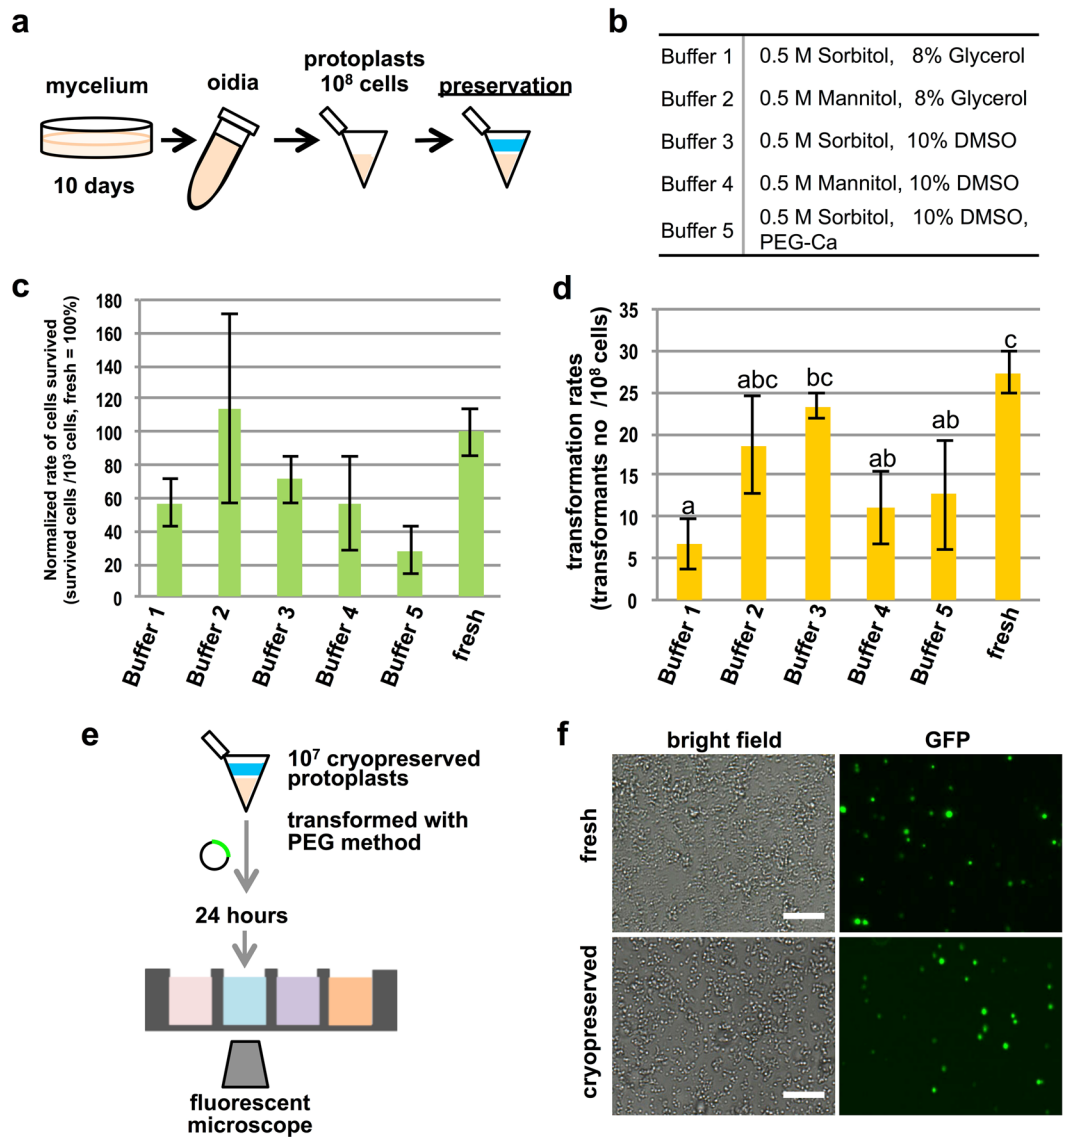 a
mycelium
10 days
oidia
protoplasts
10⁸ cells
preservation
b
Buffer 1 0.5 M Sorbitol, 8% Glycerol
Buffer 2 0.5 M Mannitol, 8% Glycerol
Buffer 3 0.5 M Sorbitol, 10% DMSO
Buffer 4 0.5 M Mannitol, 10% DMSO
Buffer 5 0.5 M Sorbitol, 10% DMSO,
PEG-Ca
c
Normalized rate of cells survived
(survived cells /10³ cells, fresh = 100%)
180
160
140
120
100
80
60
40
20
0
Buffer 1
Buffer 2
Buffer 3
Buffer 4
Buffer 5
fresh
d
transformation rates
(transformants no /10⁸ cells)
35
30
25
20
15
10
5
0
a
abc
bc
ab
ab
c
Buffer 1
Buffer 2
Buffer 3
Buffer 4
Buffer 5
fresh
e
10⁷ cryopreserved
protoplasts
transformed with
PEG method
24 hours
fluorescent
microscope
f
bright field
GFP
fresh
cryopreserved